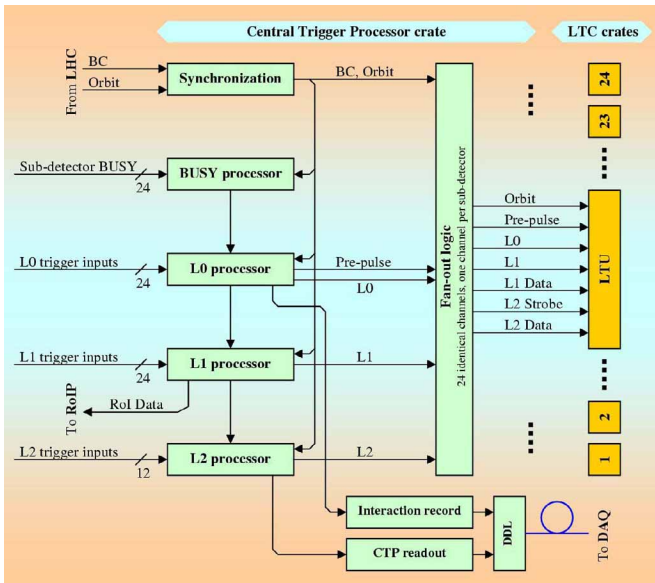 Central Trigger Processor crate
LTC crates
From LHC
BC
Orbit
Synchronization
BC, Orbit
24
23
Sub-detector BUSY
24
BUSY processor
Orbit
Pre-pulse
L0
L1
L1 Data
L2 Strobe
L2 Data
LTU
L0 trigger inputs
24
L0 processor
Pre-pulse
L0
Fan-out logic
24 identical channels, one channel per sub-detector
L1 trigger inputs
24
L1 processor
L1
To RoIP
RoI Data
2
1
L2 trigger inputs
12
L2 processor
L2
Interaction record
CTP readout
DDL
To DAQ